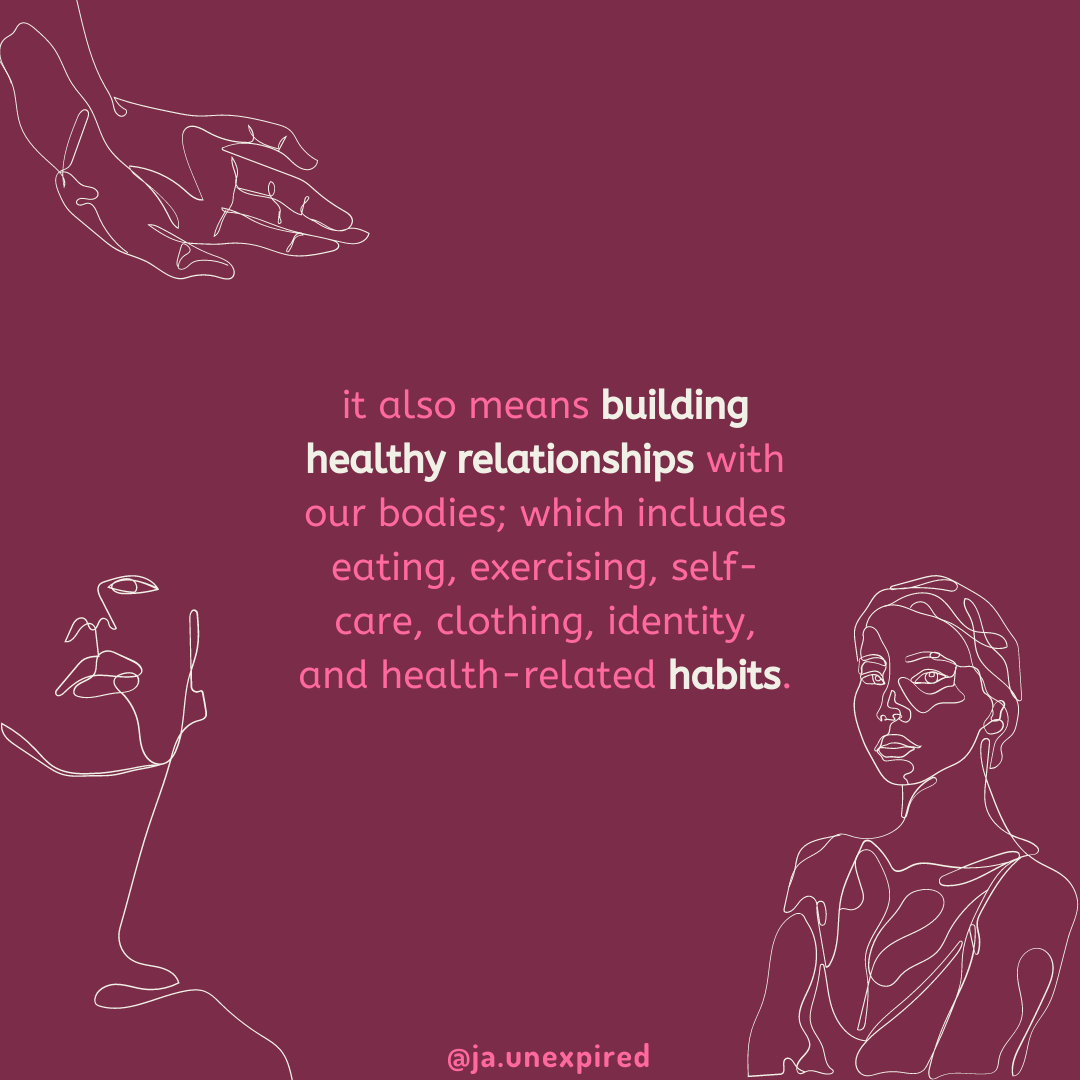 it also means building
healthy relationships with
our bodies; which includes
eating, exercising, self-
care, clothing, identity,
and health-related habits.
@ja.unexpired